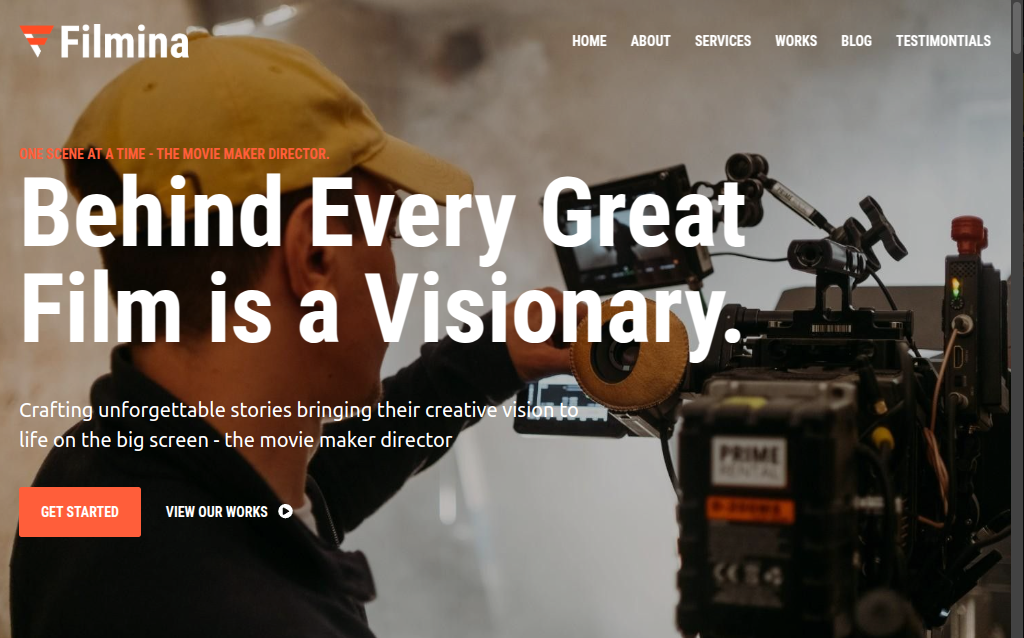 Filmina
HOME ABOUT SERVICES WORKS BLOG TESTIMONTIALS
ONE SCENE AT A TIME - THE MOVIE MAKER DIRECTOR.
Behind Every Great
Film is a Visionary.
Crafting unforgettable stories bringing their creative vision to
life on the big screen - the movie maker director
GET STARTED
VIEW OUR WORKS
PRIME
RENTAL